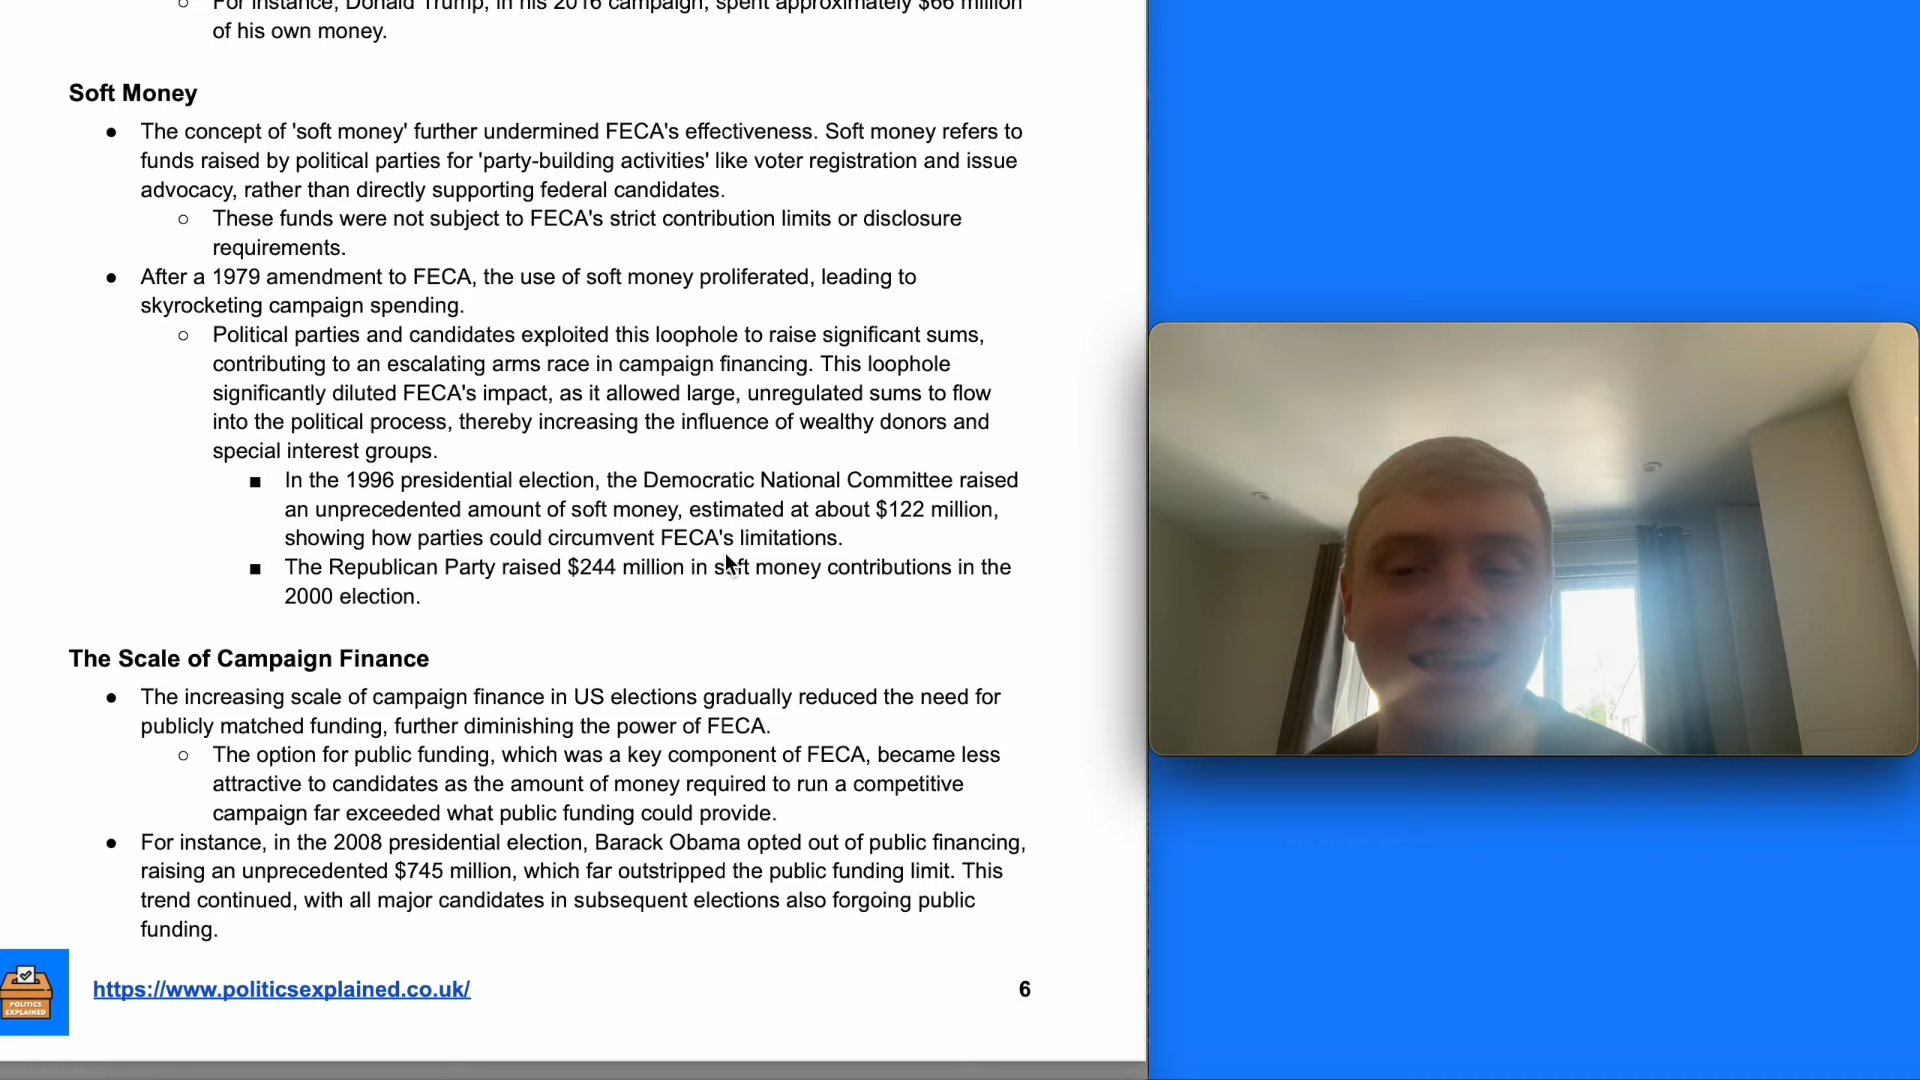 For instance, Donald Trump, in his 2016 campaign, spent approximately $66 million
of his own money.
Soft Money
● The concept of 'soft money' further undermined FECA's effectiveness. Soft money refers to
funds raised by political parties for 'party-building activities' like voter registration and issue
advocacy, rather than directly supporting federal candidates.
○ These funds were not subject to FECA's strict contribution limits or disclosure
requirements.
● After a 1979 amendment to FECA, the use of soft money proliferated, leading to
skyrocketing campaign spending.
○ Political parties and candidates exploited this loophole to raise significant sums,
contributing to an escalating arms race in campaign financing. This loophole
significantly diluted FECA's impact, as it allowed large, unregulated sums to flow
into the political process, thereby increasing the influence of wealthy donors and
special interest groups.
■ In the 1996 presidential election, the Democratic National Committee raised
an unprecedented amount of soft money, estimated at about $122 million,
showing how parties could circumvent FECA's limitations.
■ The Republican Party raised $244 million in soft money contributions in the
2000 election.
The Scale of Campaign Finance
● The increasing scale of campaign finance in US elections gradually reduced the need for
publicly matched funding, further diminishing the power of FECA.
○ The option for public funding, which was a key component of FECA, became less
attractive to candidates as the amount of money required to run a competitive
campaign far exceeded what public funding could provide.
● For instance, in the 2008 presidential election, Barack Obama opted out of public financing,
raising an unprecedented $745 million, which far outstripped the public funding limit. This
trend continued, with all major candidates in subsequent elections also forgoing public
funding.
POLITICS
EXPLAINED
https://www.politicsexplained.co.uk/
6